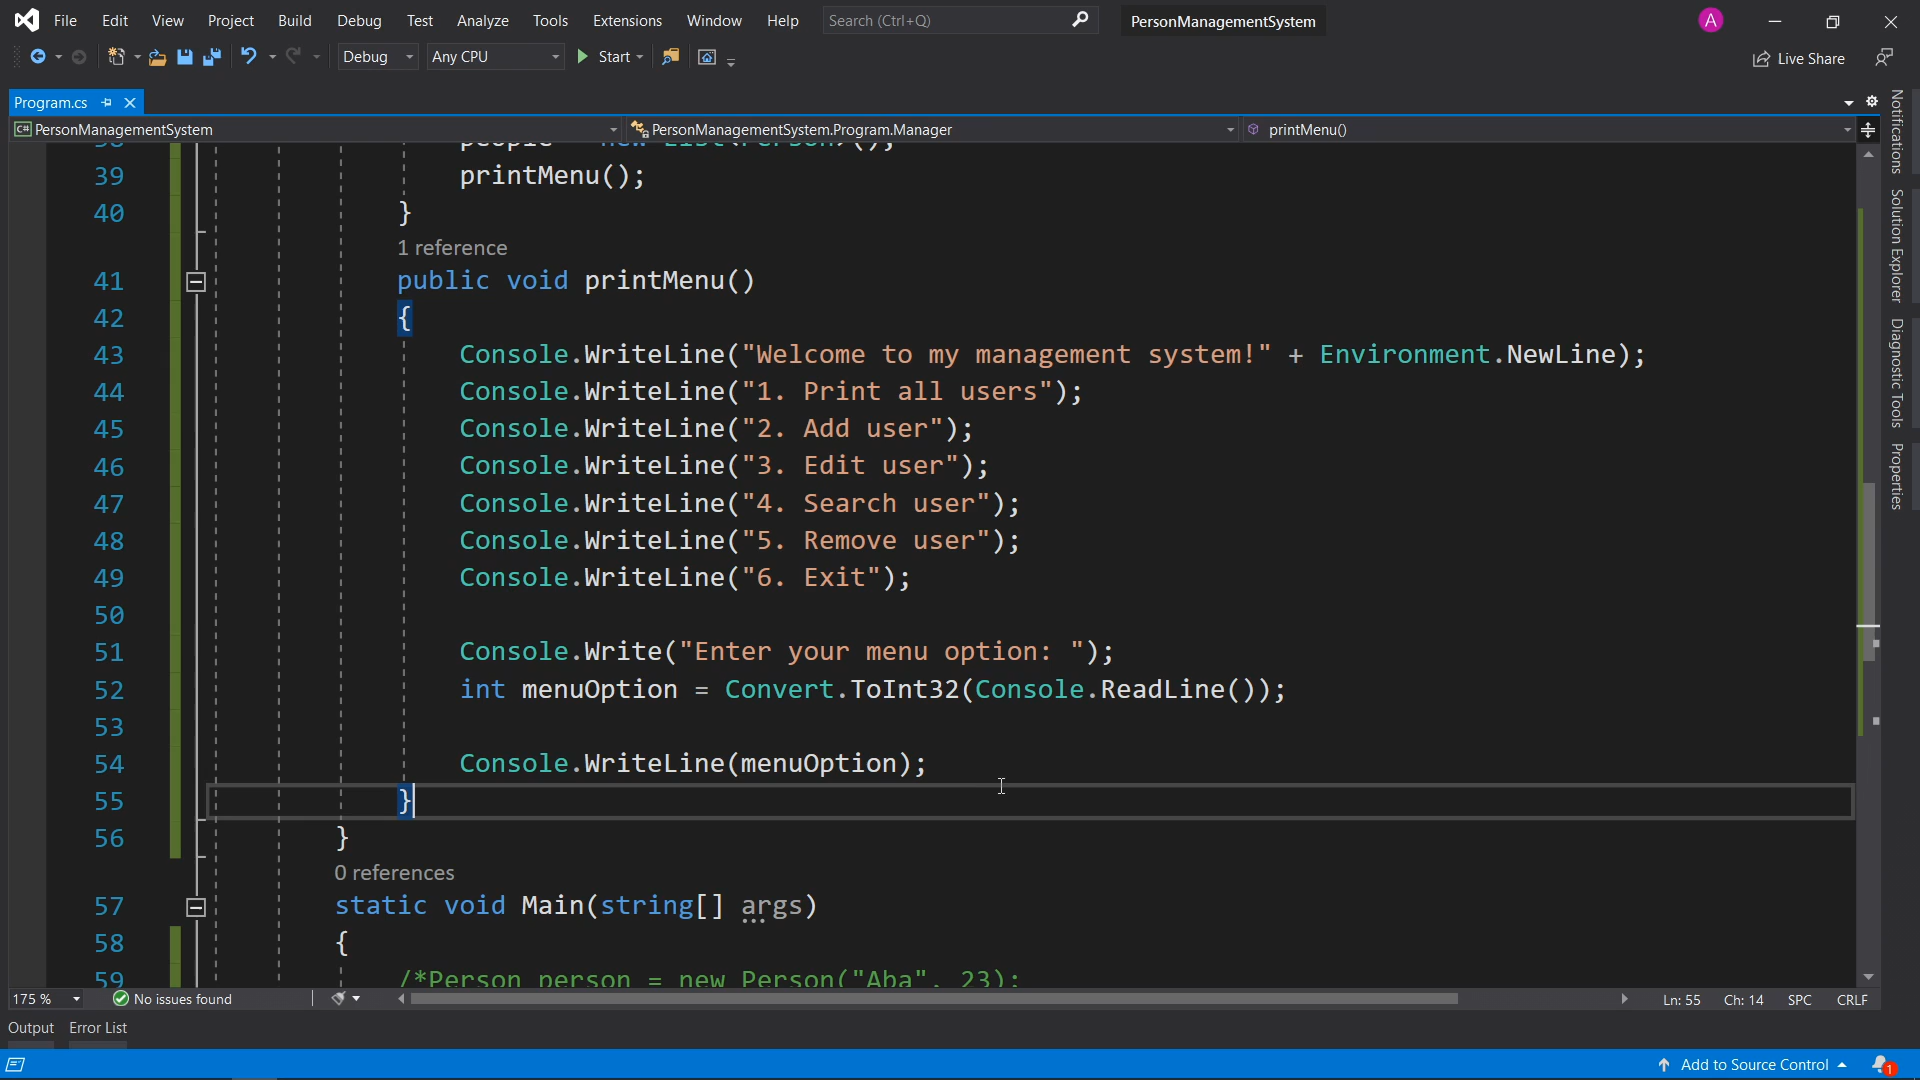 File Edit View Project Build Debug Test Analyze Tools Extensions Window Help Search (Ctrl+Q) PersonManagementSystem A
Debug Any CPU Start Live Share
Program.cs
C# PersonManagementSystem PersonManagementSystem.Program.Manager printMenu()
38 people = new List<Person>();
39 printMenu();
40 }
1 reference
41 public void printMenu()
42 {
43 Console.WriteLine("Welcome to my management system!" + Environment.NewLine);
44 Console.WriteLine("1. Print all users");
45 Console.WriteLine("2. Add user");
46 Console.WriteLine("3. Edit user");
47 Console.WriteLine("4. Search user");
48 Console.WriteLine("5. Remove user");
49 Console.WriteLine("6. Exit");
50
51 Console.Write("Enter your menu option: ");
52 int menuOption = Convert.ToInt32(Console.ReadLine());
53
54 Console.WriteLine(menuOption);
55 }
56 }
0 references
57 static void Main(string[] args)
58 {
59 /*Person person = new Person("Aba", 23);
Notifications
Solution Explorer
Diagnostic Tools
Properties
175 % No issues found Ln: 55 Ch: 14 SPC CRLF
Output Error List
Add to Source Control 1